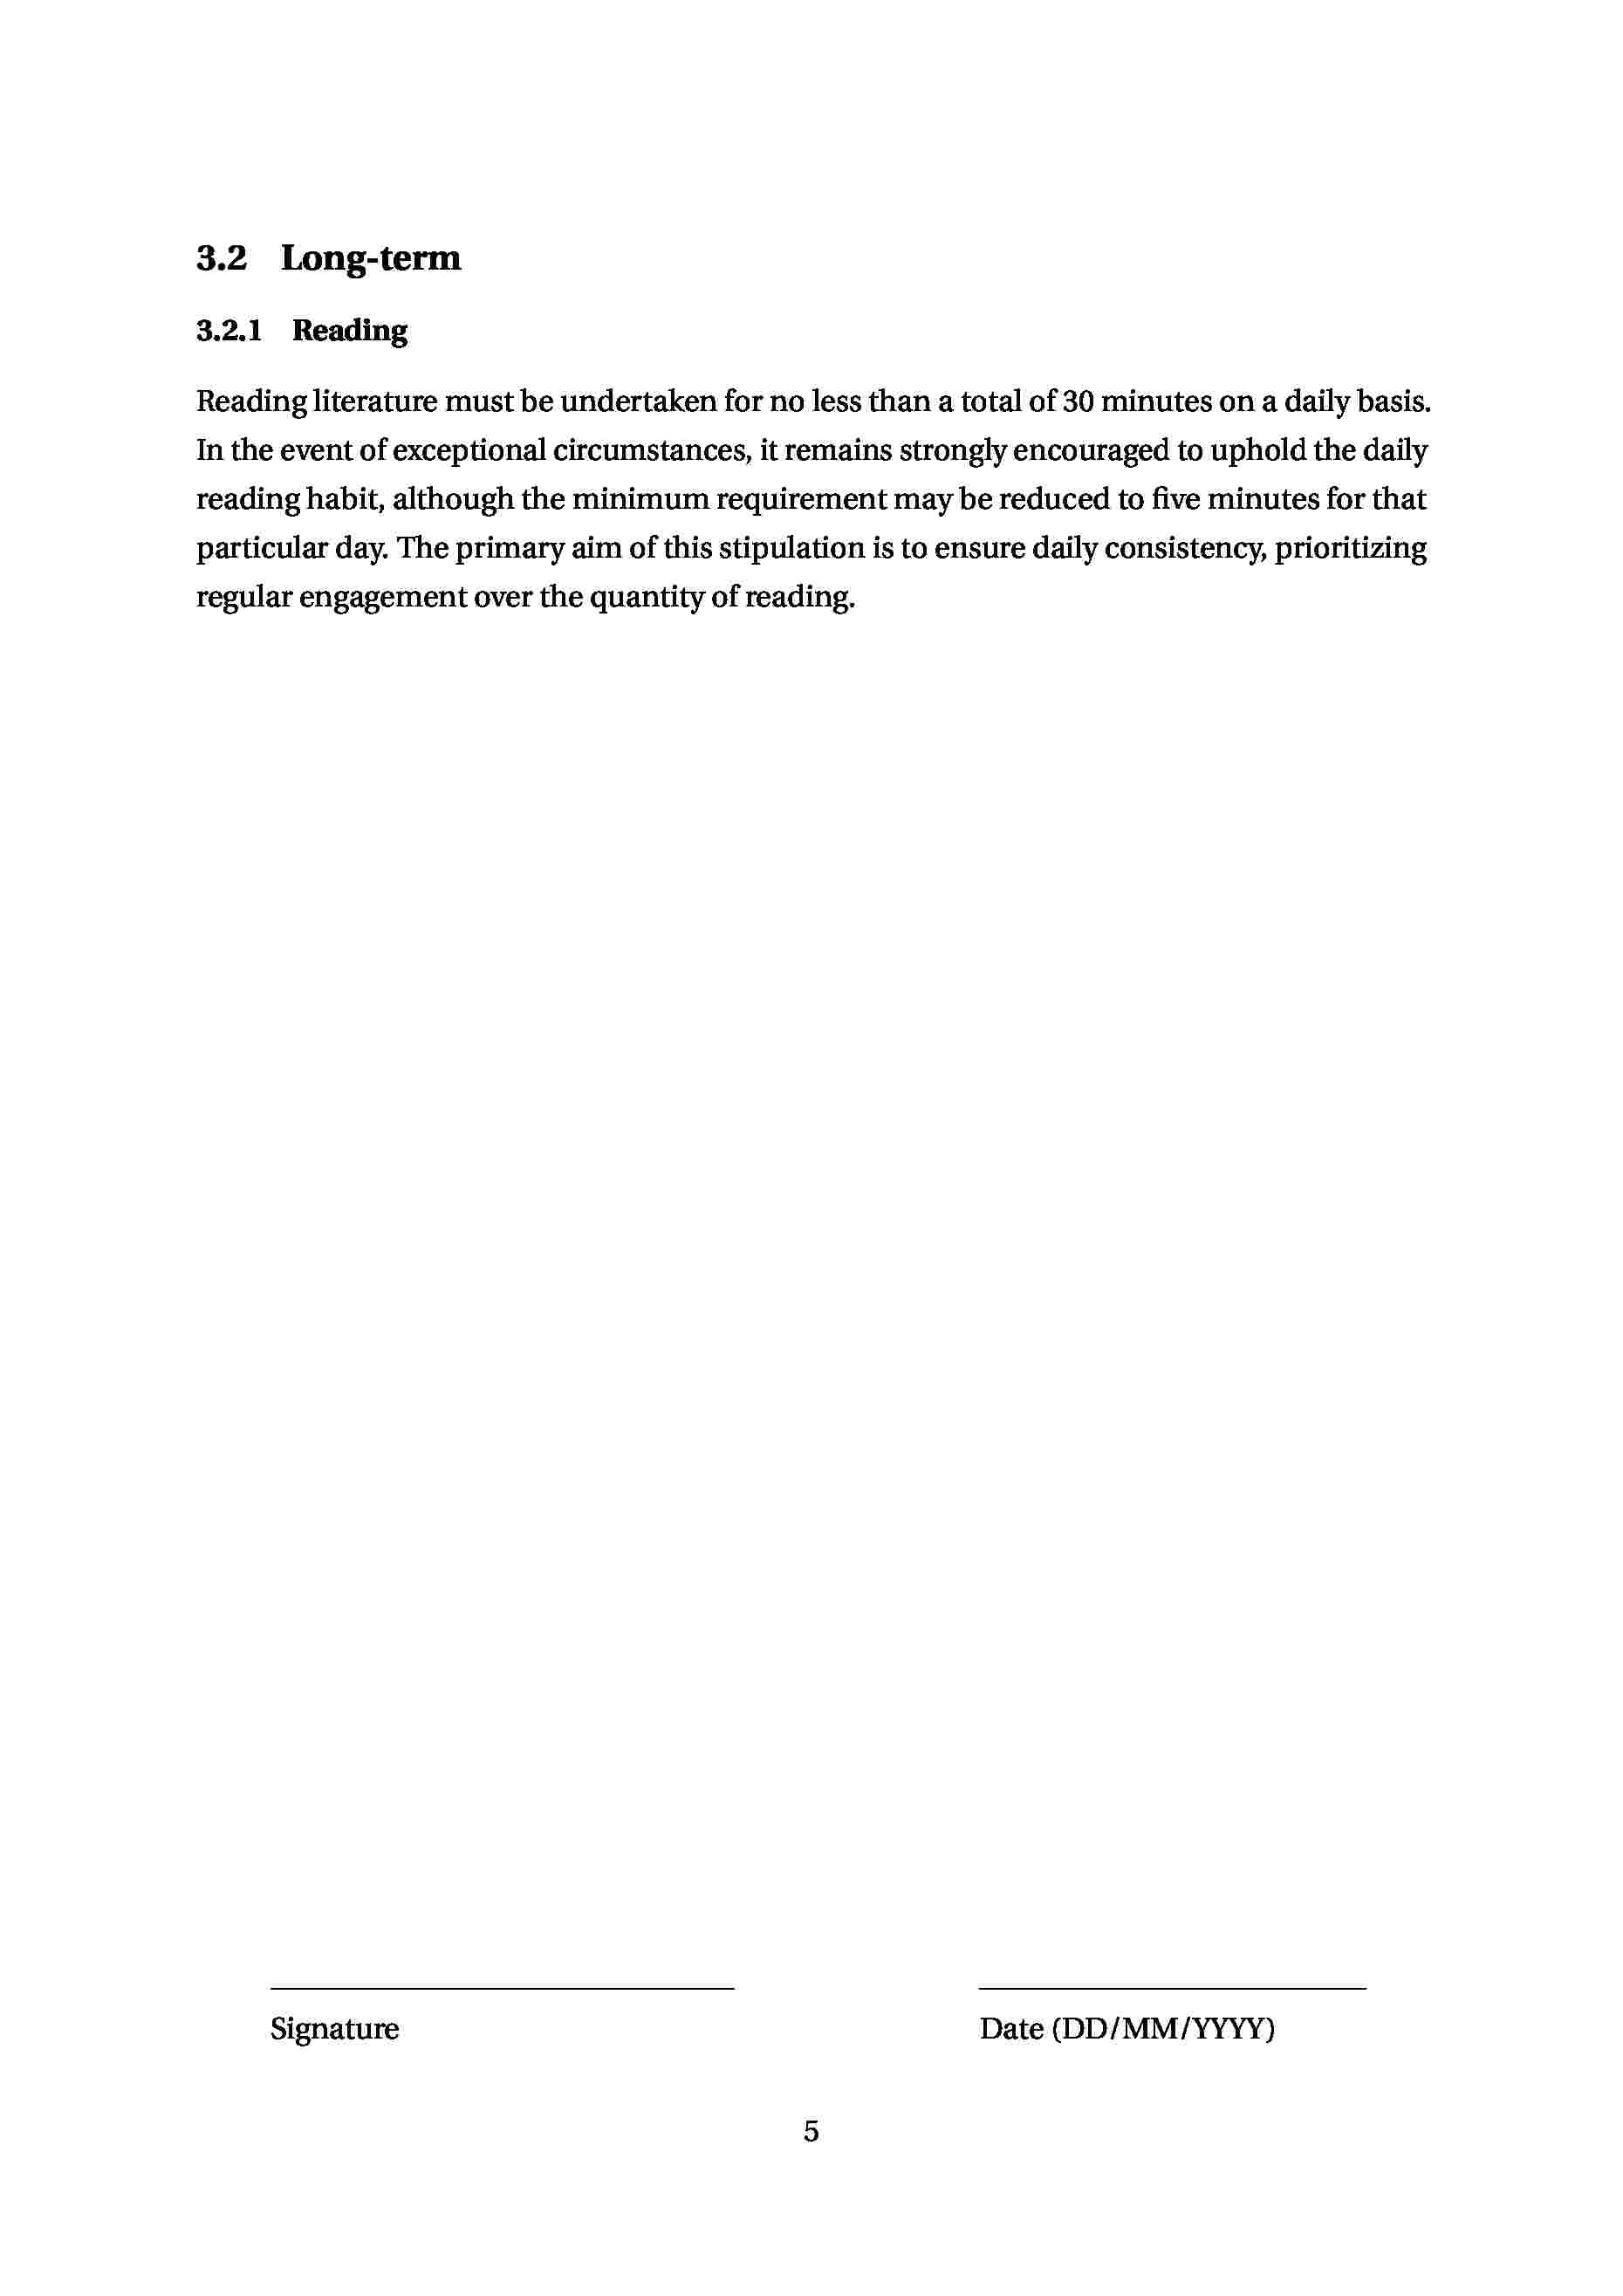 3.2 Long-term
3.2.1 Reading
Reading literature must be undertaken for no less than a total of 30 minutes on a daily basis.
In the event of exceptional circumstances, it remains strongly encouraged to uphold the daily
reading habit, although the minimum requirement may be reduced to five minutes for that
particular day. The primary aim of this stipulation is to ensure daily consistency, prioritizing
regular engagement over the quantity of reading.
Signature Date (DD/MM/YYYY)
5